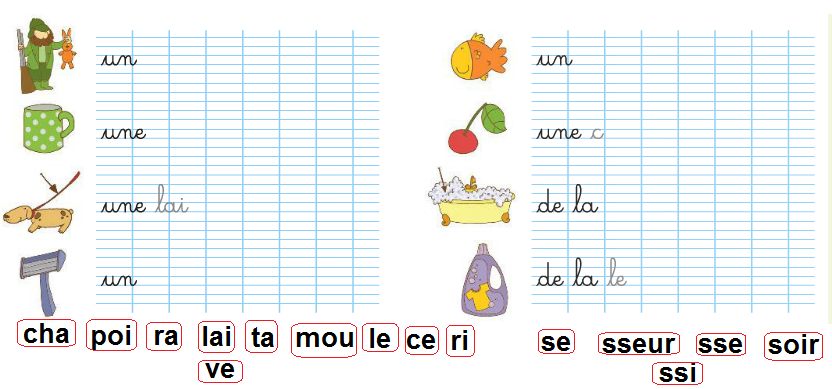 un
une
une lai
un
un
une c
de la
de la le
cha poi ra lai ta mou le ce ri
ve
se sseur sse soir
ssi